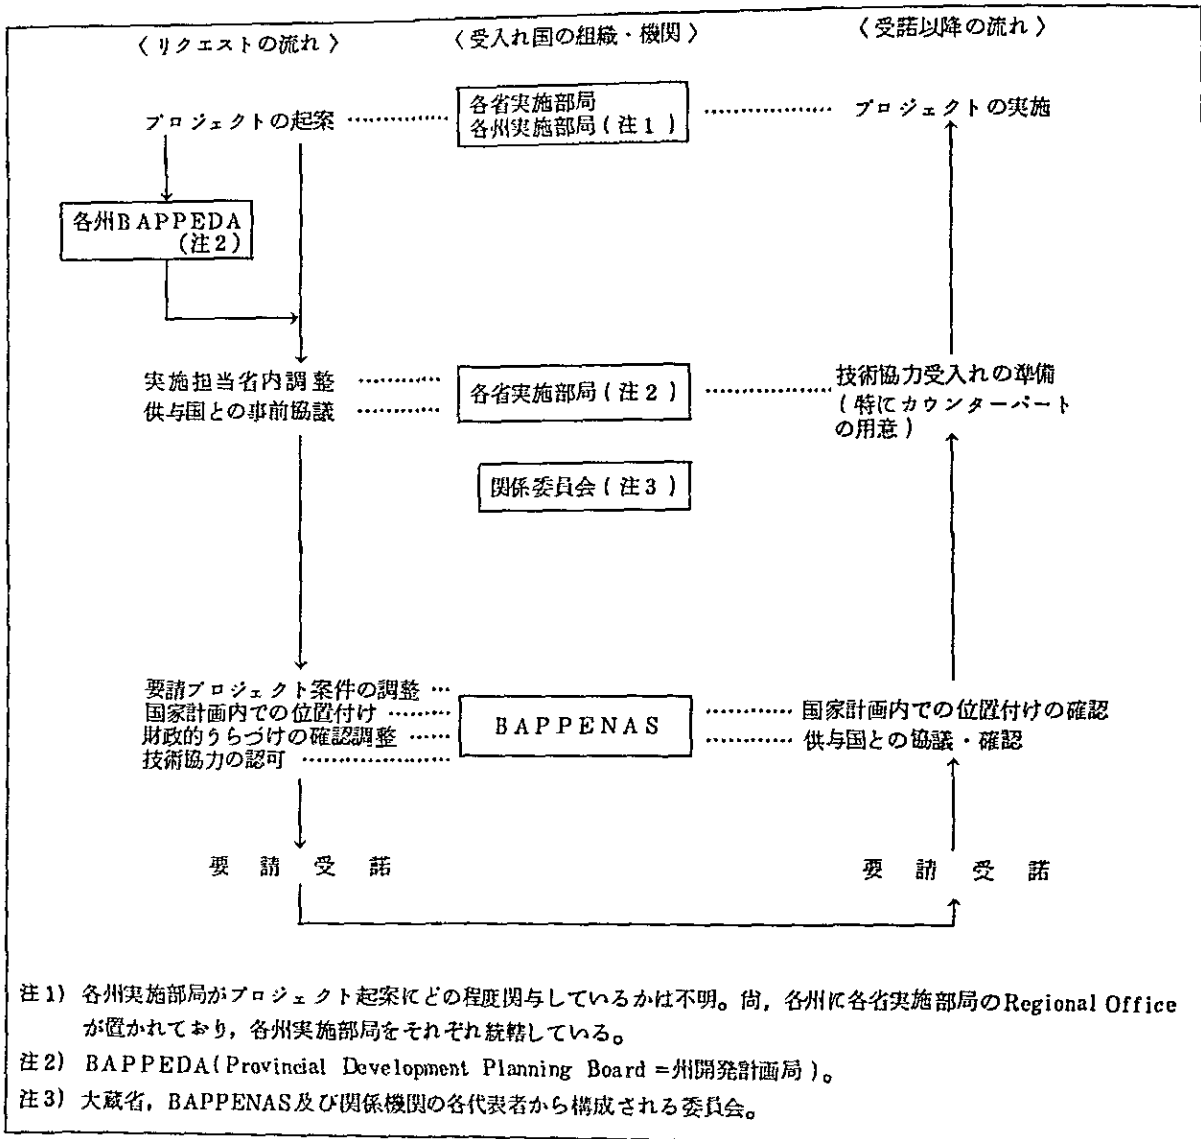 〈リクエストの流れ〉
〈受入れ国の組織・機関〉
〈受諾以降の流れ〉
プロジェクトの起案 ……………
各省実施部局
各州実施部局(注1)
…………… プロジェクトの実施
各州BAPPEDA
(注2)
実施担当省内調整 …………
供与国との事前協議 …………
各省実施部局(注2)
…………… 技術協力受入れの準備
(特にカウンターパート
の用意)
関係委員会(注3)
要請プロジェクト案件の調整 …
国家計画内での位置付け ………
財政的うらづけの確認調整 ……
技術協力の認可 ………………
BAPPENAS
………… 国家計画内での位置付けの確認
………… 供与国との協議・確認
要請受諾
要請受諾
注1) 各州実施部局がプロジェクト起案にどの程度関与しているかは不明。尚,各州に各省実施部局のRegional Office
が置かれており,各州実施部局をそれぞれ統轄している。
注2) BAPPEDA(Provincial Development Planning Board=州開発計画局)。
注3) 大蔵省,BAPPENAS及び関係機関の各代表者から構成される委員会。